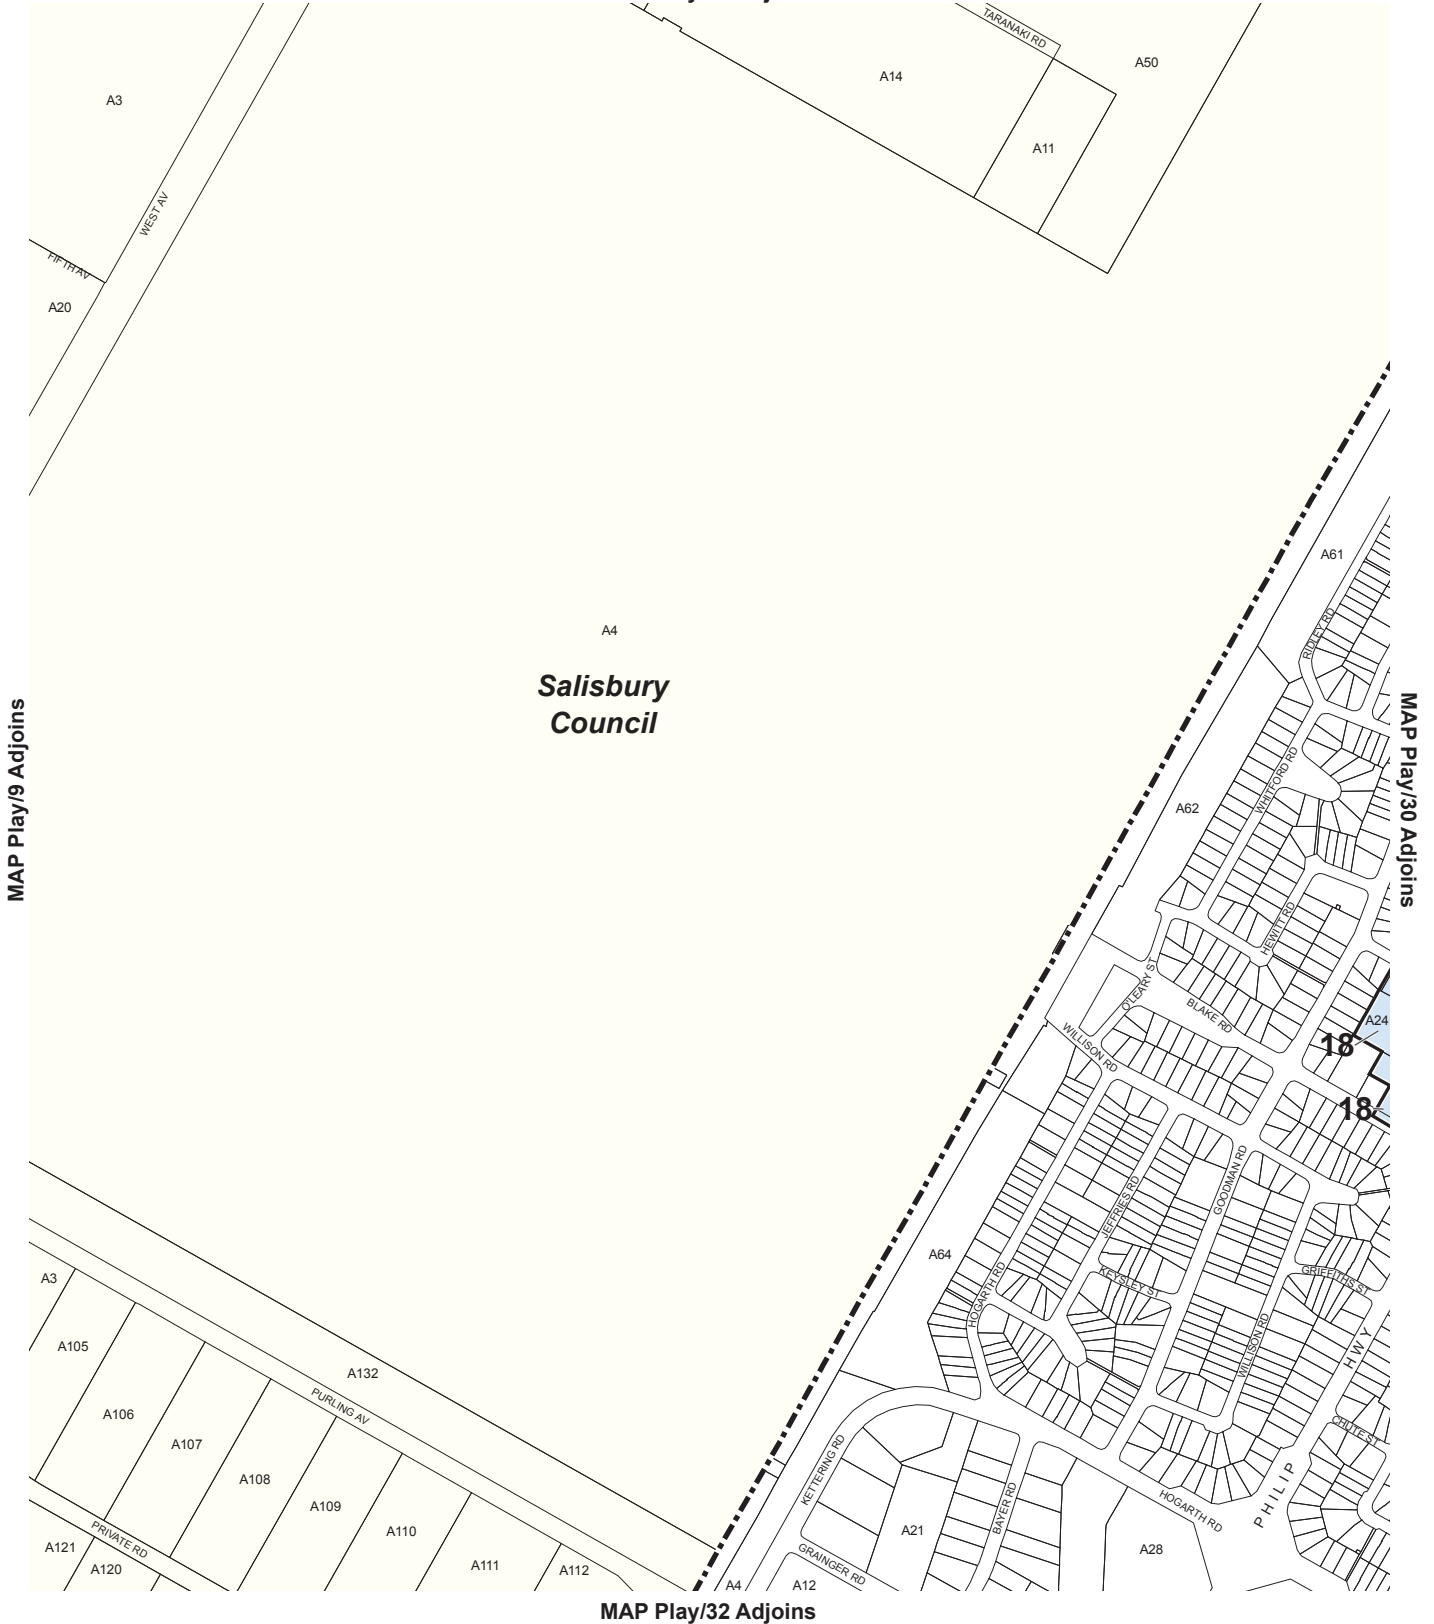 TARANAKI RD
A50
A14
A3
A11
WEST AV
FIFTH AV
A20
A61
RIDLEY RD
A4
Salisbury
Council
MAP Play/9 Adjoins
MAP Play/30 Adjoins
WHITFORD RD
A62
HEWITT RD
O'LEARY ST
BLAKE RD
A24
18
WILLISON RD
18
GOODMAN RD
JEFFRIES RD
A64
KEYSLEY ST
GRIFFITHS ST
HOGARTH RD
A3
A105
WILLISON RD
PHILIP HWY
A132
PURLING AV
A106
A107
CHUTE ST
A108
KETTERING RD
A109
BAYER RD
HOGARTH RD
A110
A21
PRIVATE RD
A121
A28
A120
A111
A112
GRAINGER RD
A4
A12
MAP Play/32 Adjoins